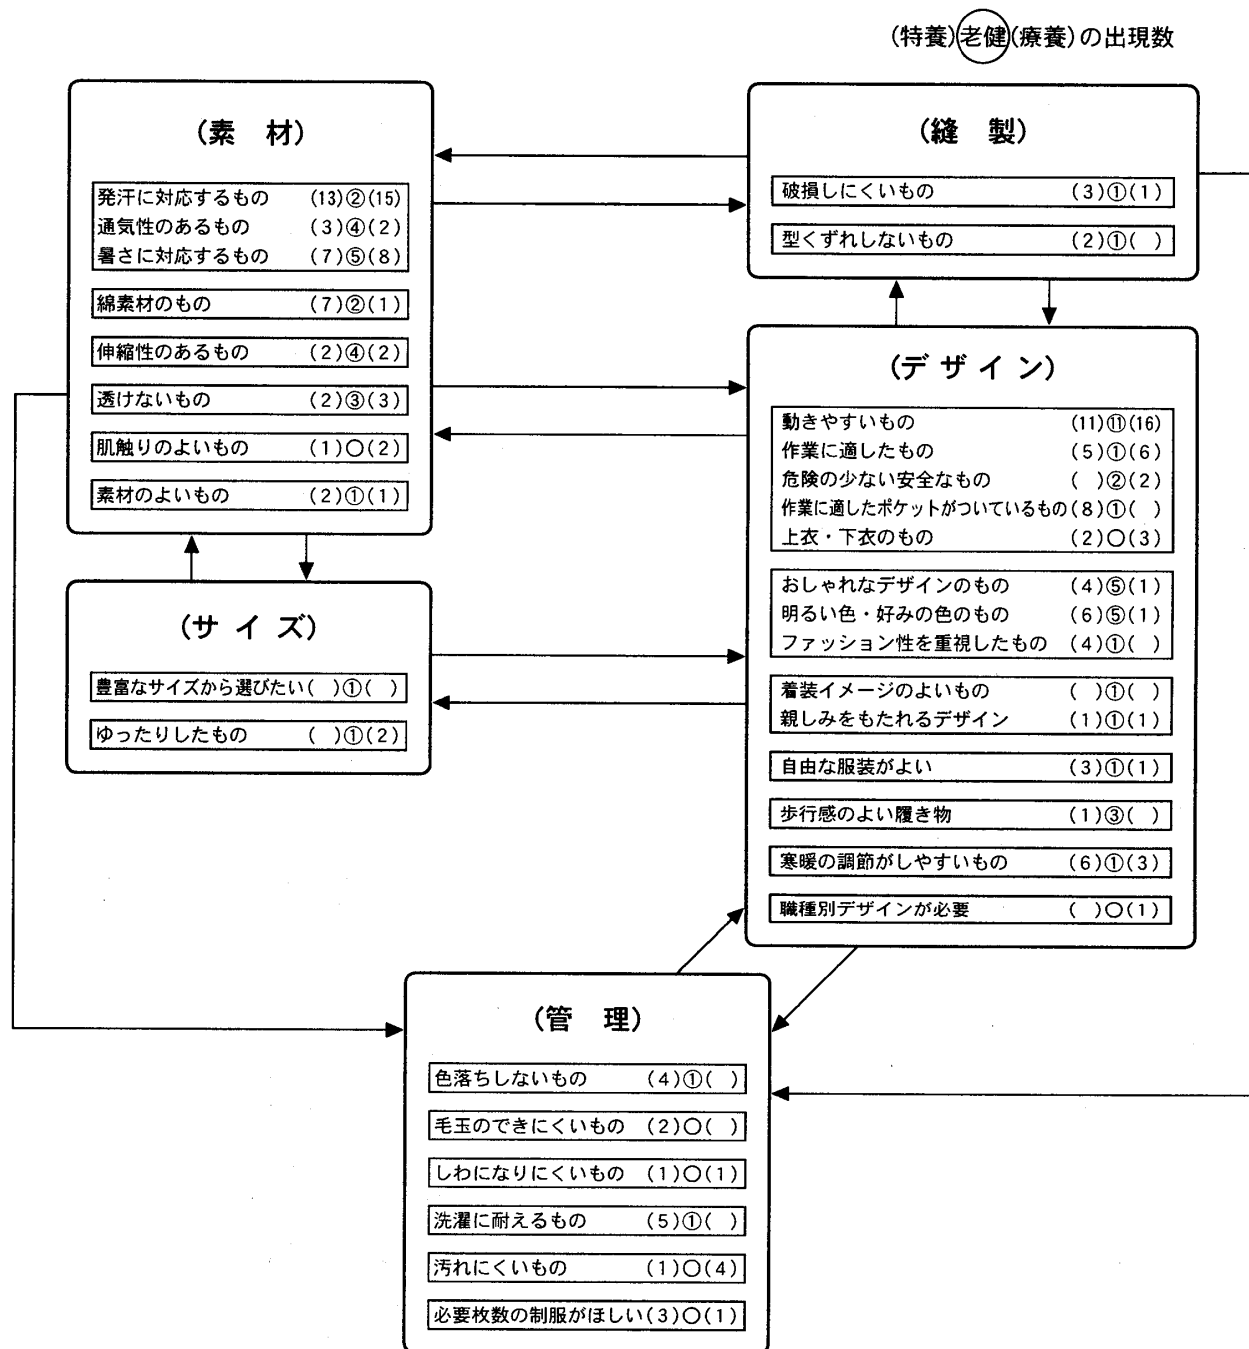 (特養)老健(療養)の出現数
(素 材)
発汗に対応するもの (13)②(15)
通気性のあるもの (3)④(2)
暑さに対応するもの (7)⑤(8)
綿素材のもの (7)②(1)
伸縮性のあるもの (2)④(2)
透けないもの (2)③(3)
肌触りのよいもの (1)○(2)
素材のよいもの (2)①(1)
(縫 製)
破損しにくいもの (3)①(1)
型くずれしないもの (2)①( )
(デ ザ イ ン)
動きやすいもの (11)⑪(16)
作業に適したもの (5)①(6)
危険の少ない安全なもの ( )②(2)
作業に適したポケットがついているもの(8)①( )
上衣・下衣のもの (2)○(3)
おしゃれなデザインのもの (4)⑤(1)
明るい色・好みの色のもの (6)⑤(1)
ファッション性を重視したもの (4)①( )
着装イメージのよいもの ( )①( )
親しみをもたれるデザイン (1)①(1)
自由な服装がよい (3)①(1)
歩行感のよい履き物 (1)③( )
寒暖の調節がしやすいもの (6)①(3)
職種別デザインが必要 ( )○(1)
(サ イ ズ)
豊富なサイズから選びたい( )①( )
ゆったりしたもの ( )①(2)
(管 理)
色落ちしないもの (4)①( )
毛玉のできにくいもの (2)○( )
しわになりにくいもの (1)○(1)
洗濯に耐えるもの (5)①( )
汚れにくいもの (1)○(4)
必要枚数の制服がほしい(3)○(1)